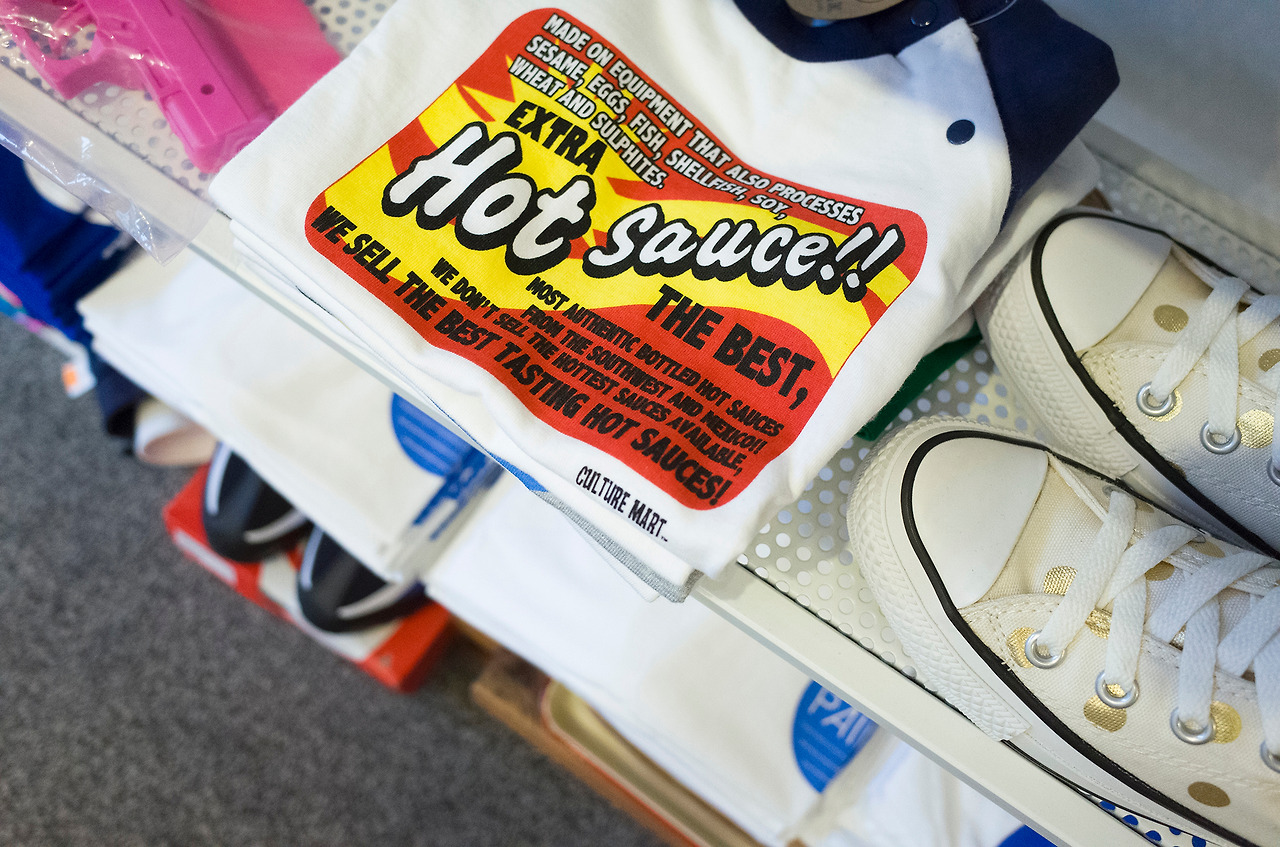 MADE ON EQUIPMENT THAT ALSO PROCESSES
SESAME, EGGS, FISH, SHELLFISH, SOY,
WHEAT AND SULPHITES.
EXTRA
Hot sauce!!
THE BEST,
MOST AUTHENTIC BOTTLED HOT SAUCES
FROM THE SOUTHWEST AND MEXICO!!
WE DON'T SELL THE HOTTEST SAUCES AVAILABLE,
WE SELL THE BEST TASTING HOT SAUCES!
CULTURE MART